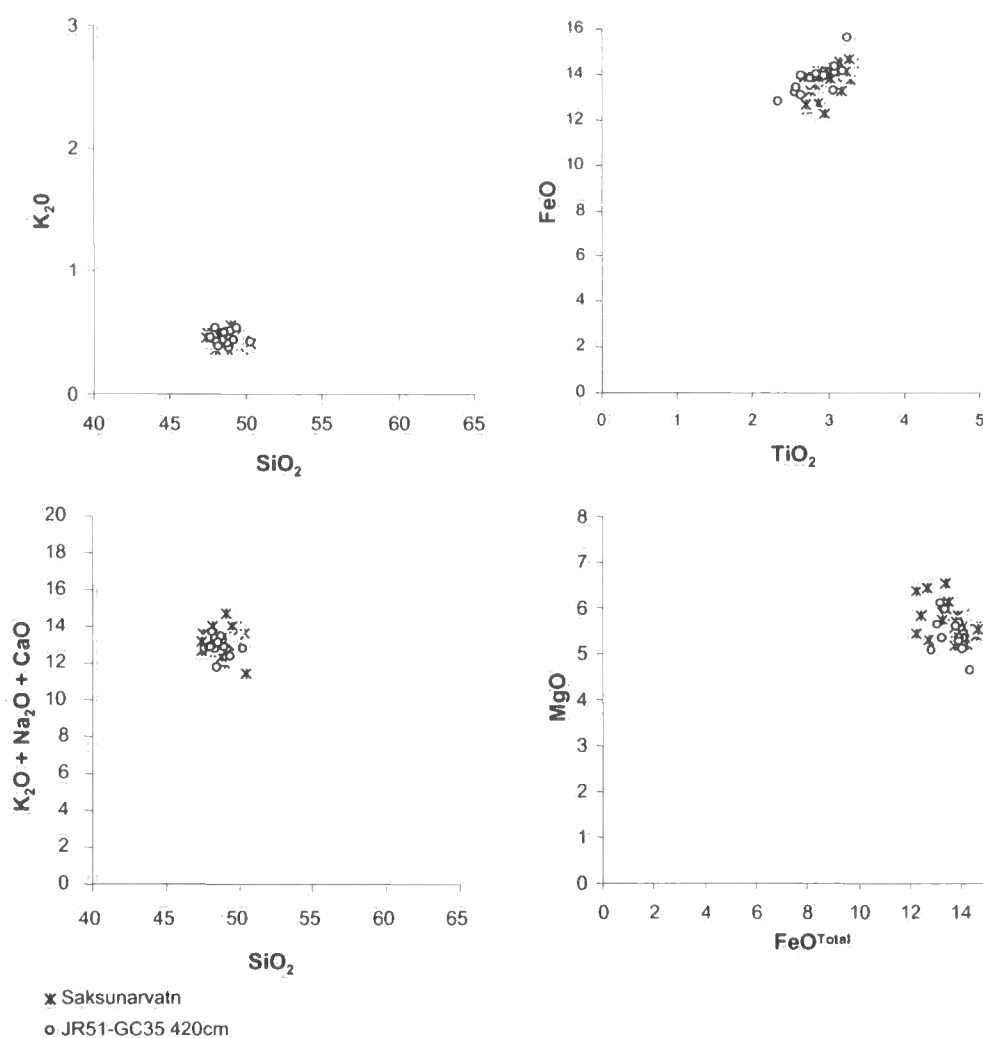 3
2
1
0
40 45 50 55 60 65
K₂0
SiO₂
16
14
12
10
8
6
4
2
0
0 1 2 3 4 5
FeO
TiO₂
20
18
16
14
12
10
8
6
4
2
0
40 45 50 55 60 65
K₂O + Na₂O + CaO
SiO₂
8
7
6
5
4
3
2
1
0
0 2 4 6 8 10 12 14
MgO
FeOᵀᵒᵗᵃˡ
Saksunarvatn
JR51-GC35 420cm